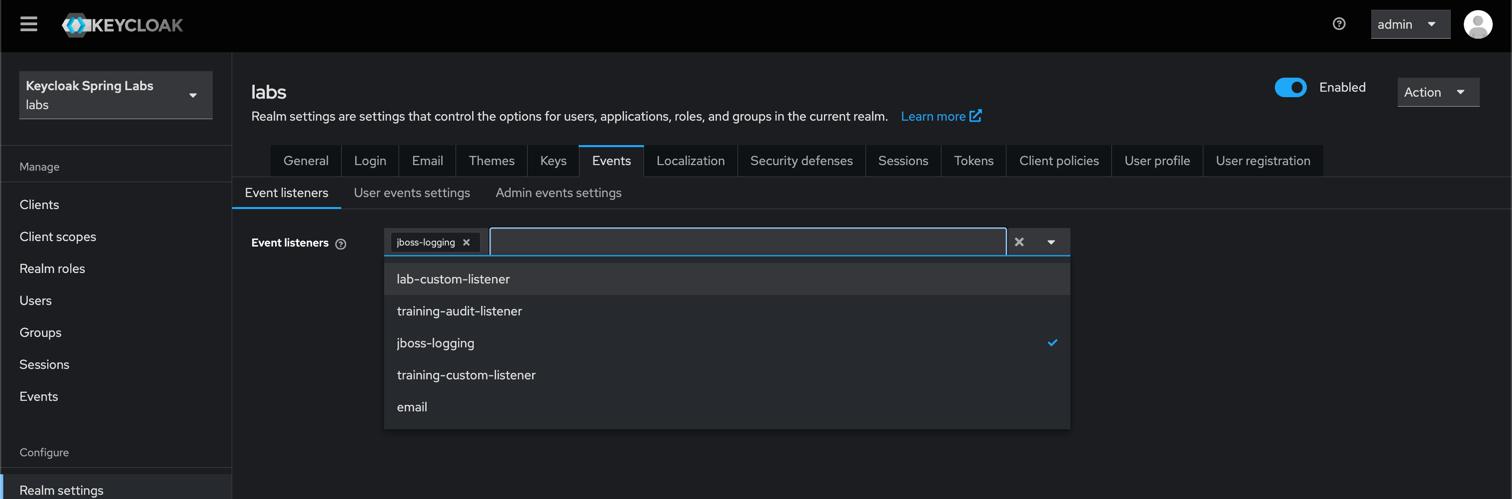 KEYCLOAK
admin
Keycloak Spring Labs
labs
Manage
Clients
Client scopes
Realm roles
Users
Groups
Sessions
Events
Configure
Realm settings
labs
Enabled
Action
Realm settings are settings that control the options for users, applications, roles, and groups in the current realm. Learn more
General Login Email Themes Keys Events Localization Security defenses Sessions Tokens Client policies User profile User registration
Event listeners User events settings Admin events settings
Event listeners
jboss-logging
lab-custom-listener
training-audit-listener
jboss-logging
training-custom-listener
email